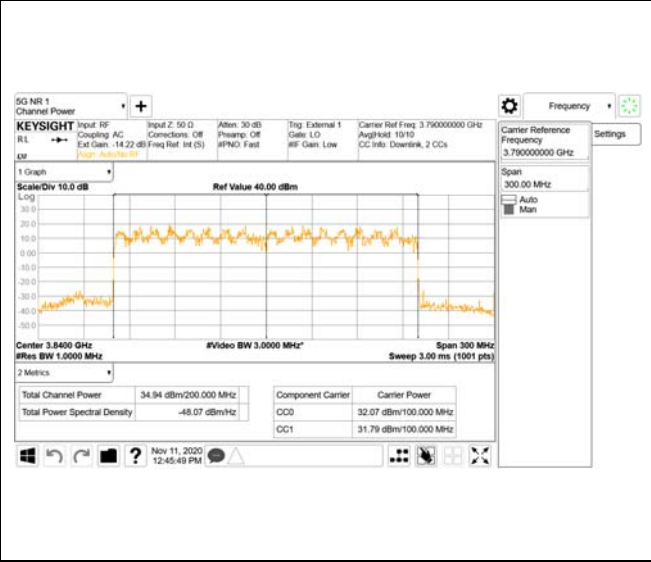 5G NR 1
Channel Power
Frequency
KEYSIGHT
Input: RF
Input Z: 50 Ω
Atten: 30 dB
Trig: External 1
Carrier Ref Freq: 3.790000000 GHz
RL
Coupling: AC
Corrections: Off
Preamp: Off
Gate: LO
Avg|Hold: 10/10
Ext Gain: -14.22 dB
Freq Ref: Int (S)
#PNO: Fast
#IF Gain: Low
CC Info: Downlink, 2 CCs
Align: Auto/No RF
Carrier Reference
Frequency
3.790000000 GHz
Settings
Span
300.00 MHz
Auto
Man
1 Graph
Scale/Div 10.0 dB
Ref Value 40.00 dBm
Log
30.0
20.0
10.0
0.00
-10.0
-20.0
-30.0
-40.0
-50.0
Center 3.8400 GHz
#Video BW 3.0000 MHz*
Span 300 MHz
#Res BW 1.0000 MHz
Sweep 3.00 ms (1001 pts)
2 Metrics
Total Channel Power
34.94 dBm/200.000 MHz
Total Power Spectral Density
-48.07 dBm/Hz
Component Carrier
Carrier Power
CC0
32.07 dBm/100.000 MHz
CC1
31.79 dBm/100.000 MHz
?
Nov 11, 2020
12:45:49 PM